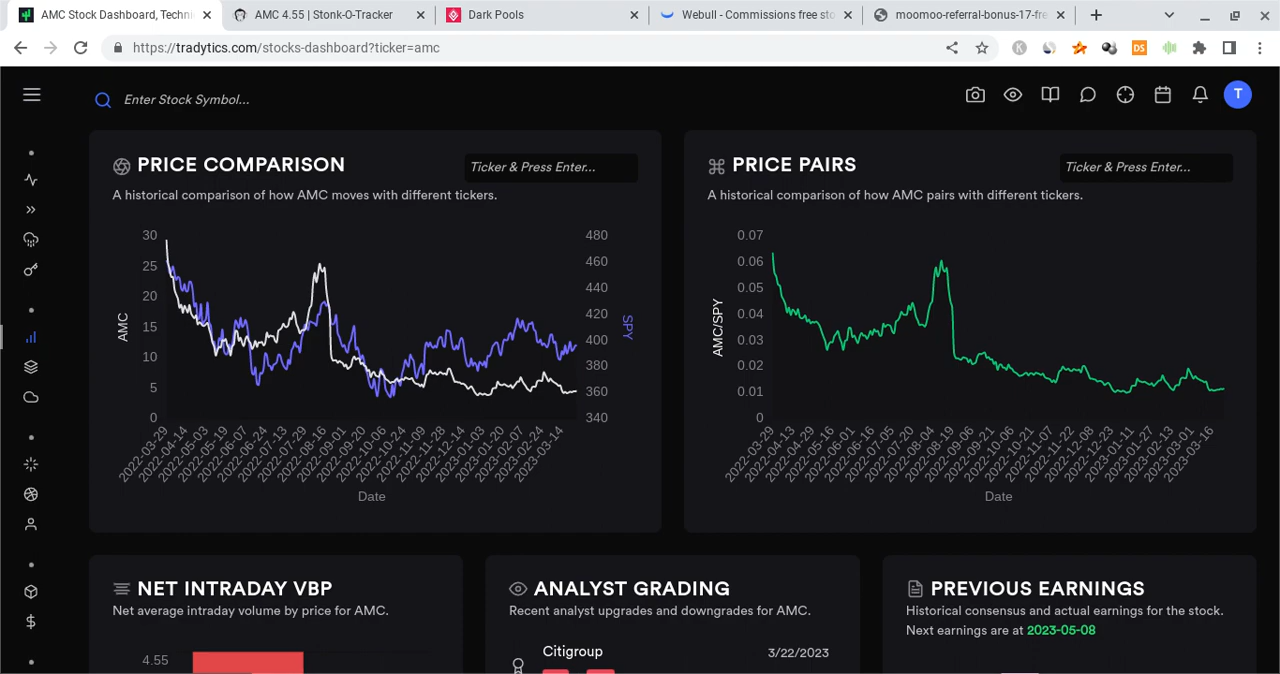 AMC Stock Dashboard, Techni
AMC 4.55 | Stonk-O-Tracker
Dark Pools
Webull - Commissions free sto
moomoo-referral-bonus-17-fre
https://tradytics.com/stocks-dashboard?ticker=amc
K
DS
Enter Stock Symbol...
T
PRICE COMPARISON
Ticker & Press Enter...
A historical comparison of how AMC moves with different tickers.
30
25
20
15
10
5
0
AMC
480
460
440
420
400
380
360
340
SPY
2022-03-29
2022-04-14
2022-05-03
2022-05-19
2022-06-07
2022-06-24
2022-07-13
2022-07-29
2022-08-16
2022-09-01
2022-09-20
2022-10-06
2022-10-24
2022-11-09
2022-11-28
2022-12-14
2023-01-03
2023-01-20
2023-02-07
2023-02-24
2023-03-14
Date
PRICE PAIRS
Ticker & Press Enter...
A historical comparison of how AMC pairs with different tickers.
0.07
0.06
0.05
0.04
0.03
0.02
0.01
0
AMC/SPY
2022-03-29
2022-04-13
2022-04-29
2022-05-16
2022-06-01
2022-06-16
2022-07-05
2022-07-20
2022-08-04
2022-08-19
2022-09-06
2022-09-21
2022-10-06
2022-10-21
2022-11-07
2022-11-22
2022-12-08
2022-12-23
2023-01-11
2023-01-27
2023-02-13
2023-03-01
2023-03-16
Date
NET INTRADAY VBP
Net average intraday volume by price for AMC.
4.55
ANALYST GRADING
Recent analyst upgrades and downgrades for AMC.
Citigroup
3/22/2023
PREVIOUS EARNINGS
Historical consensus and actual earnings for the stock.
Next earnings are at 2023-05-08